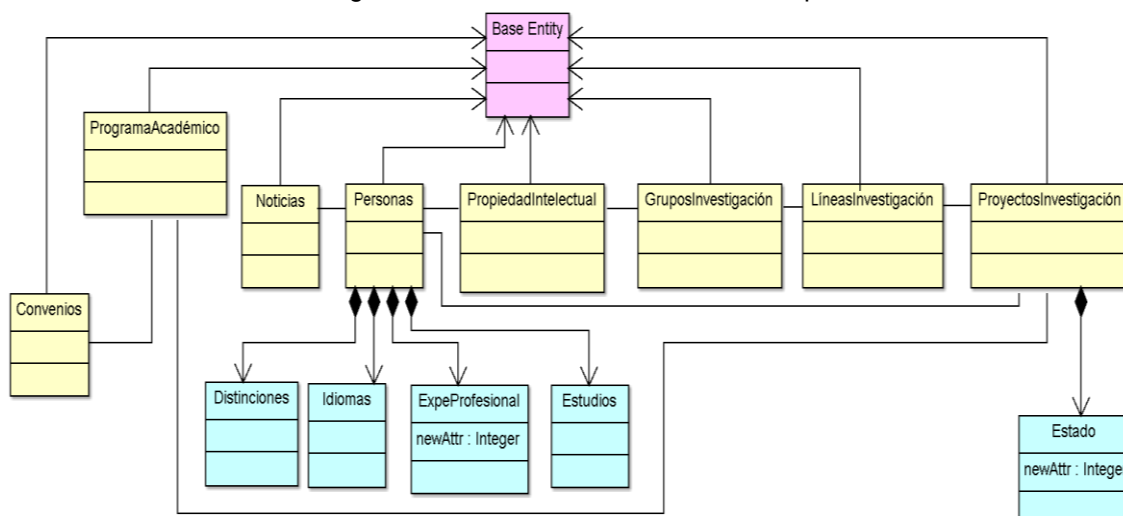 Base Entity
ProgramaAcadémico
Noticias
Personas
PropiedadIntelectual
GruposInvestigación
LíneasInvestigación
ProyectosInvestigación
Convenios
Distinciones
Idiomas
ExpeProfesional
newAttr : Integer
Estudios
Estado
newAttr : Intege